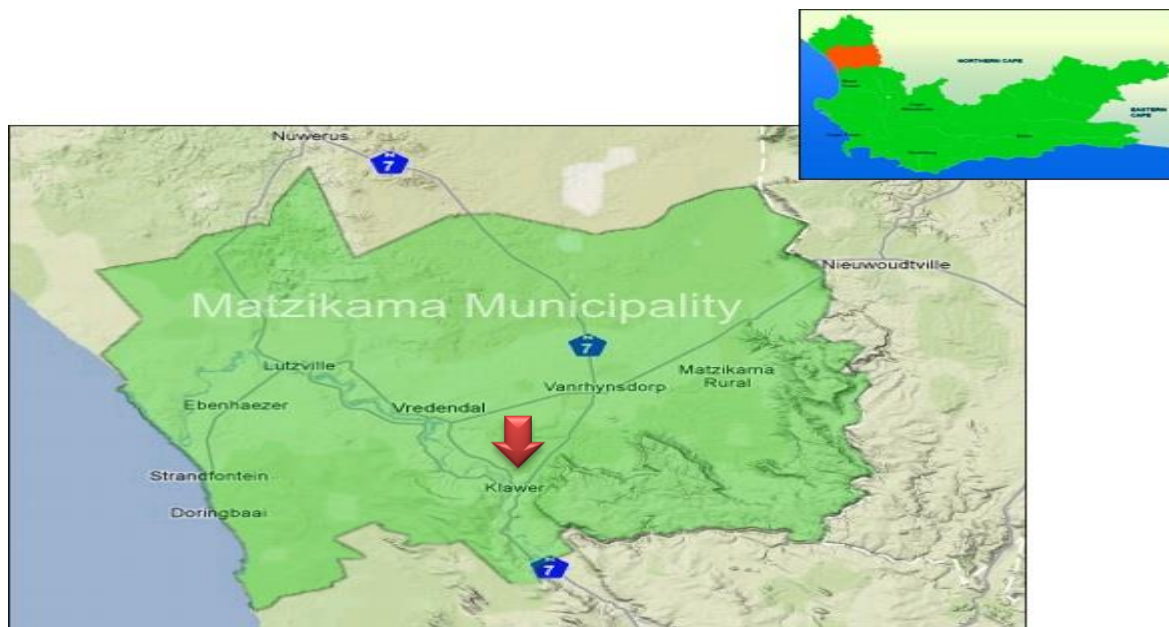 NORTHERN CAPE
EASTERN
CAPE
Nuwerus
N
7
Nieuwoudtville
Matzikama Municipality
N
7
Lutzville
Matzikama
Rural
Vanrhynsdorp
Ebenhaezer
Vredendal
Strandfontein
Klawer
Doringbaai
N
7